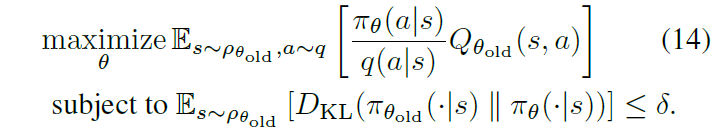 maximize_θ 𝔼_{s∼ρ_{θ_old}, a∼q} [ π_θ(a|s) / q(a|s) Q_{θ_old}(s, a) ] (14)
subject to 𝔼_{s∼ρ_{θ_old}} [D_KL(π_{θ_old}(·|s) ∥ π_θ(·|s))] ≤ δ.